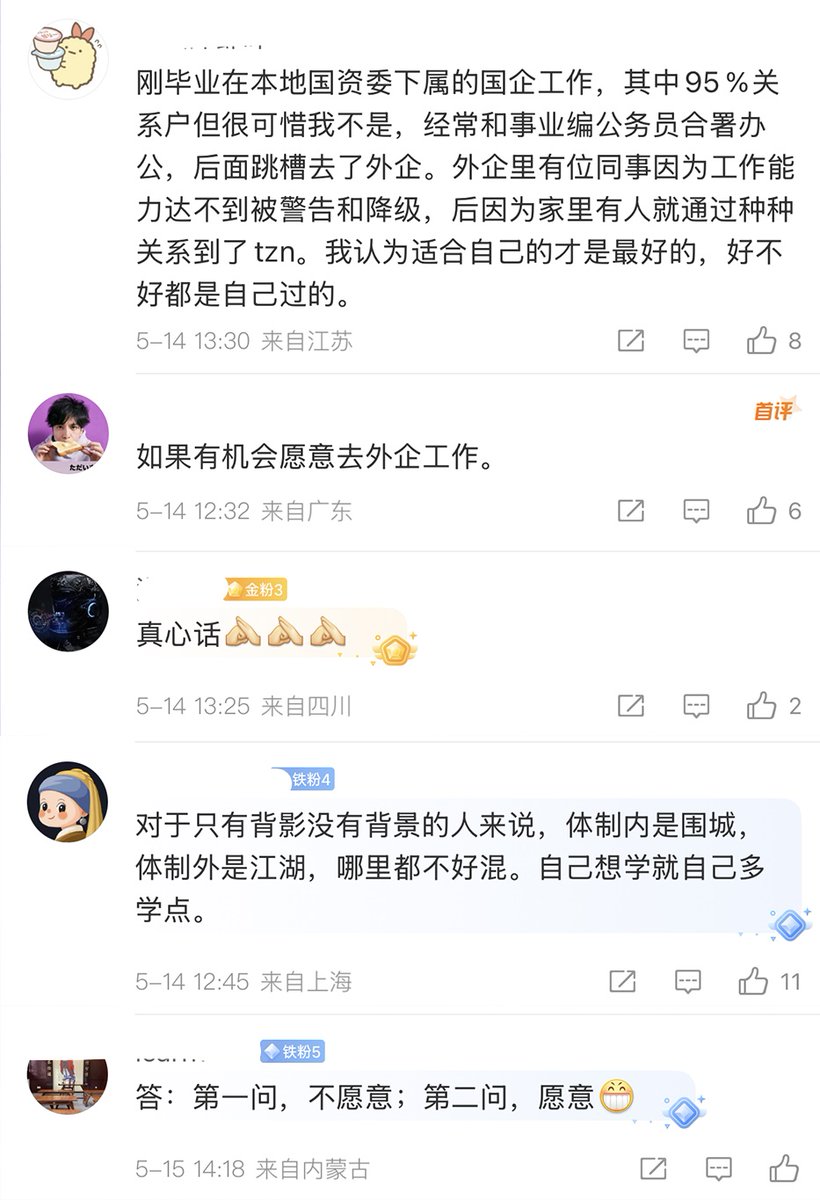 刚毕业在本地国资委下属的国企工作，其中95%关
系户但很可惜我不是，经常和事业编公务员合署办
公，后面跳槽去了外企。外企里有位同事因为工作能
力达不到被警告和降级，后因为家里有人就通过种种
关系到了tzn。我认为适合自己的才是最好的，好不
好都是自己过的。
5-14 13:30 来自江苏 8
首评
ただい
如果有机会愿意去外企工作。
5-14 12:32 来自广东 6
金粉3
真心话
5-14 13:25 来自四川 2
铁粉4
对于只有背影没有背景的人来说，体制内是围城，
体制外是江湖，哪里都不好混。自己想学就自己多
学点。
5-14 12:45 来自上海 11
铁粉5
答：第一问，不愿意；第二问，愿意
5-15 14:18 来自内蒙古